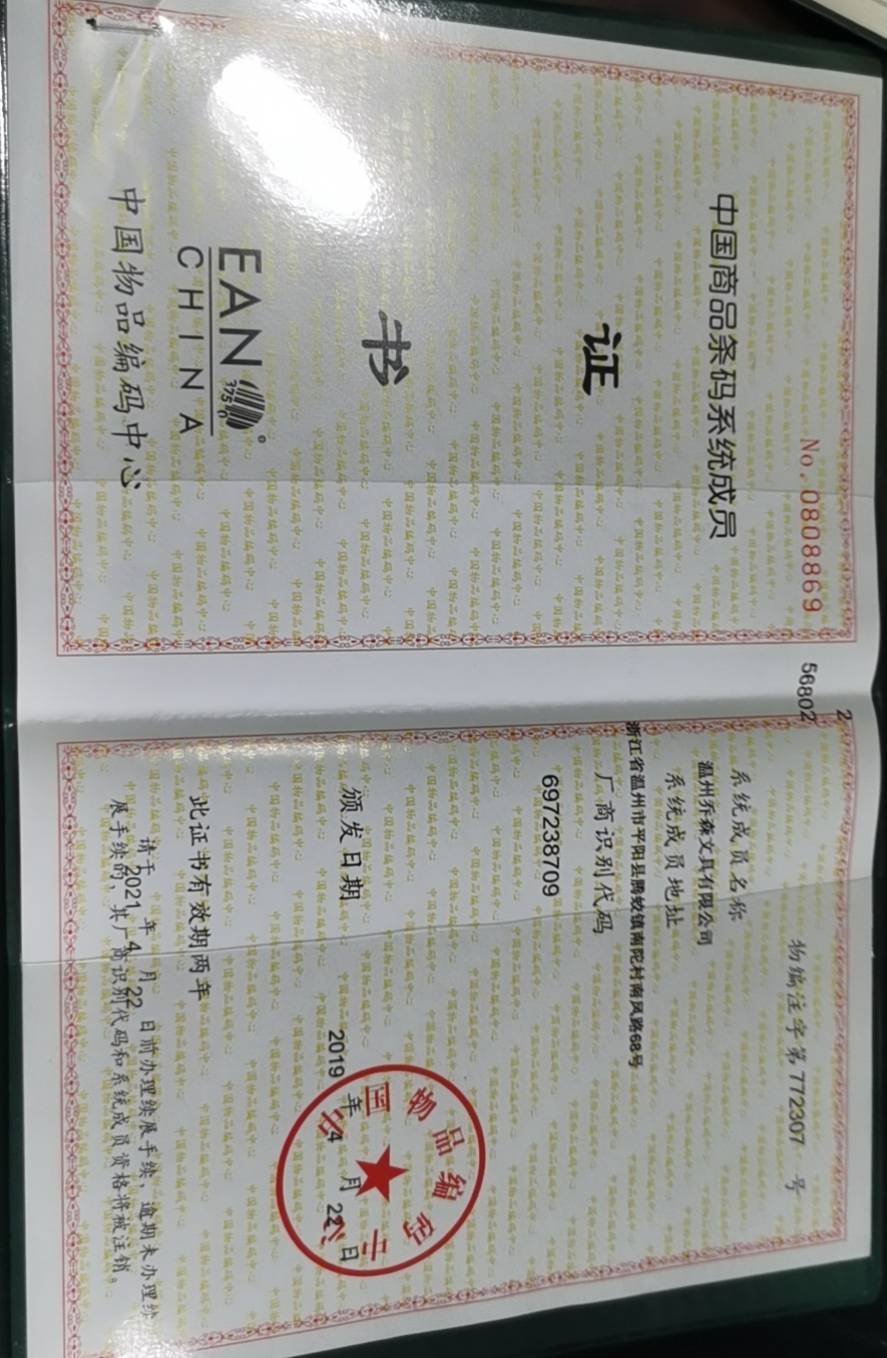 No. 0808869
中国商品条码系统成员
证
书
EAN
CHINA
中国物品编码中心
568022
物编注字第 772307 号
系统成员名称
温州乔森文具有限公司
系统成员地址
浙江省温州市平阳县腾蛟镇南陀村南凤路68号
厂商识别代码
697238709
颁发日期
2019 年 4 月 22 日
中国物品编码中心
此证书有效期两年
请于 2021 年 4 月 22 日前办理续展手续,逾期未办理续
展手续的,其厂商识别代码和系统成员资格将被注销。